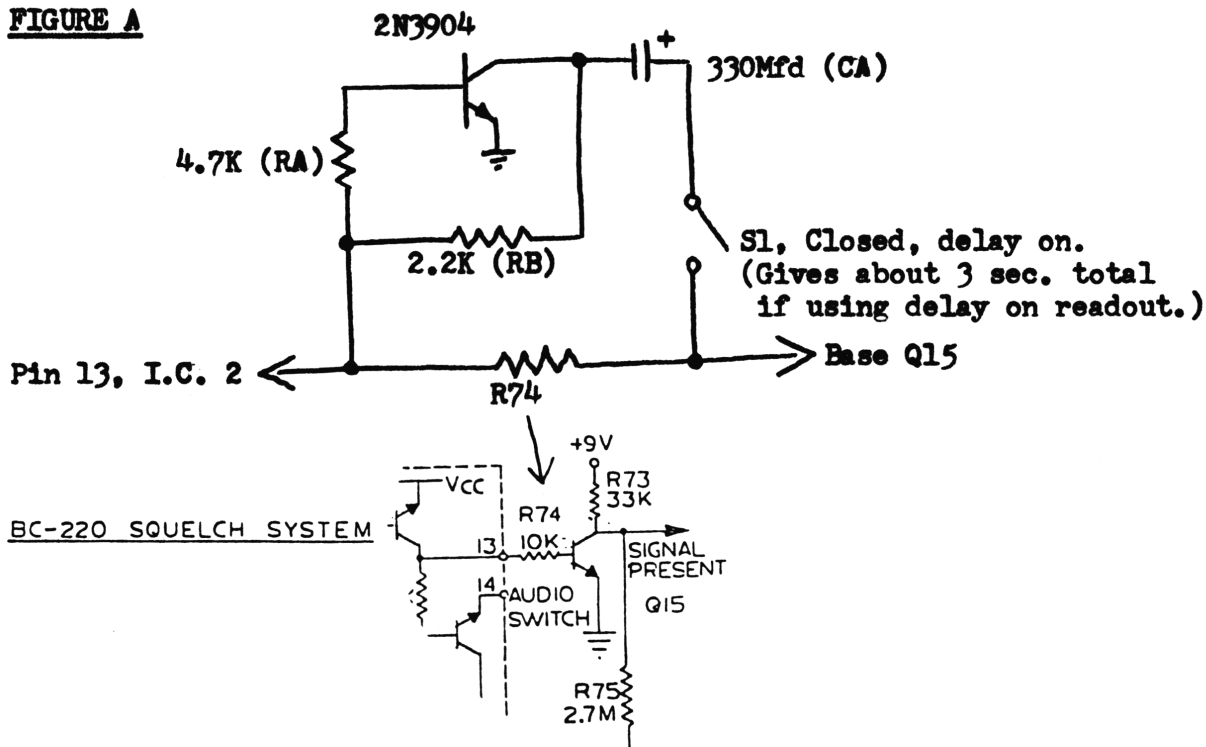 FIGURE A
2N3904
+
330Mfd (CA)
4.7K (RA)
2.2K (RB)
S1, Closed, delay on.
(Gives about 3 sec. total
if using delay on readout.)
Pin 13, I.C. 2
Base Q15
R74
+9V
R73
33K
VCC
R74
10K
BC-220 SQUELCH SYSTEM
13
SIGNAL
PRESENT
14
AUDIO
SWITCH
Q15
R75
2.7M